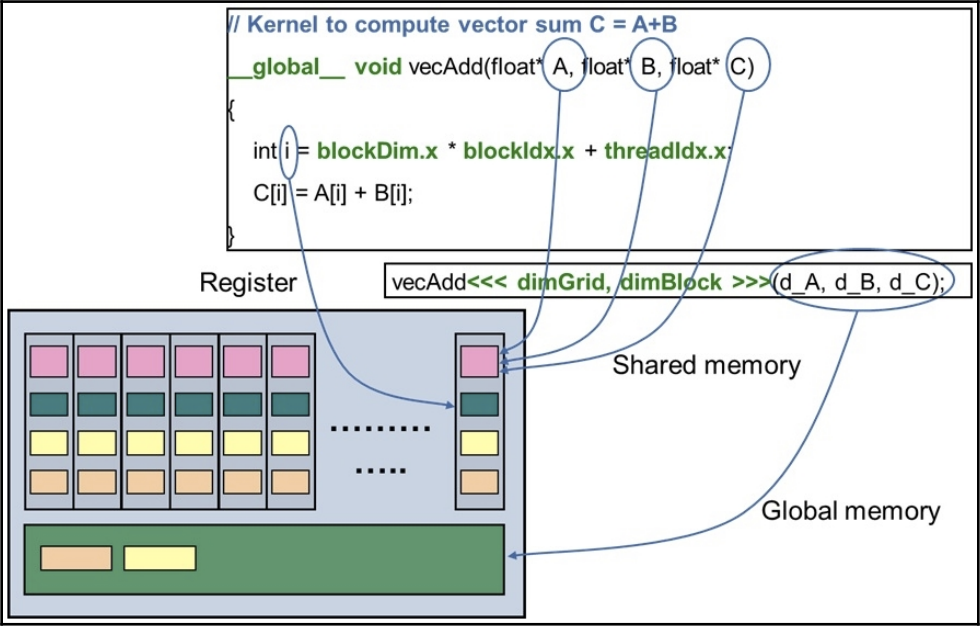 // Kernel to compute vector sum C = A+B
__global__ void vecAdd(float* A, float* B, float* C)
{
int i = blockDim.x * blockIdx.x + threadIdx.x;
C[i] = A[i] + B[i];
}
Register
vecAdd<<< dimGrid, dimBlock >>>(d_A, d_B, d_C);
Shared memory
Global memory